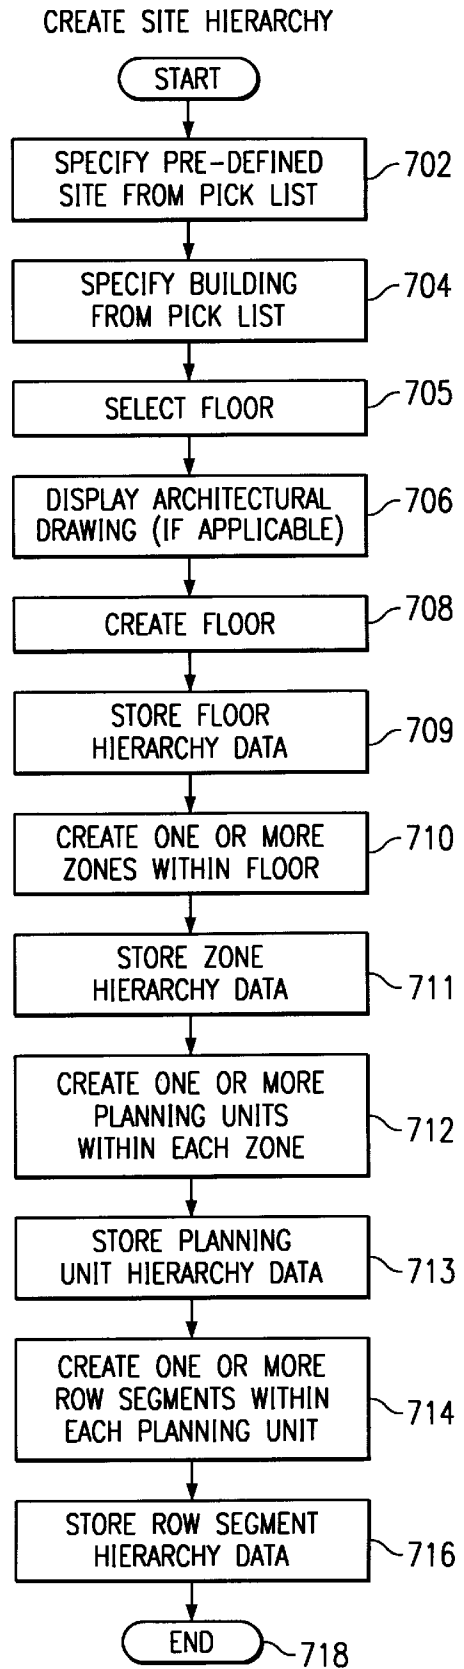 CREATE SITE HIERARCHY
START
SPECIFY PRE-DEFINED
SITE FROM PICK LIST
702
SPECIFY BUILDING
FROM PICK LIST
704
SELECT FLOOR
705
DISPLAY ARCHITECTURAL
DRAWING (IF APPLICABLE)
706
CREATE FLOOR
708
STORE FLOOR
HIERARCHY DATA
709
CREATE ONE OR MORE
ZONES WITHIN FLOOR
710
STORE ZONE
HIERARCHY DATA
711
CREATE ONE OR MORE
PLANNING UNITS
WITHIN EACH ZONE
712
STORE PLANNING
UNIT HIERARCHY DATA
713
CREATE ONE OR MORE
ROW SEGMENTS WITHIN
EACH PLANNING UNIT
714
STORE ROW SEGMENT
HIERARCHY DATA
716
END
718